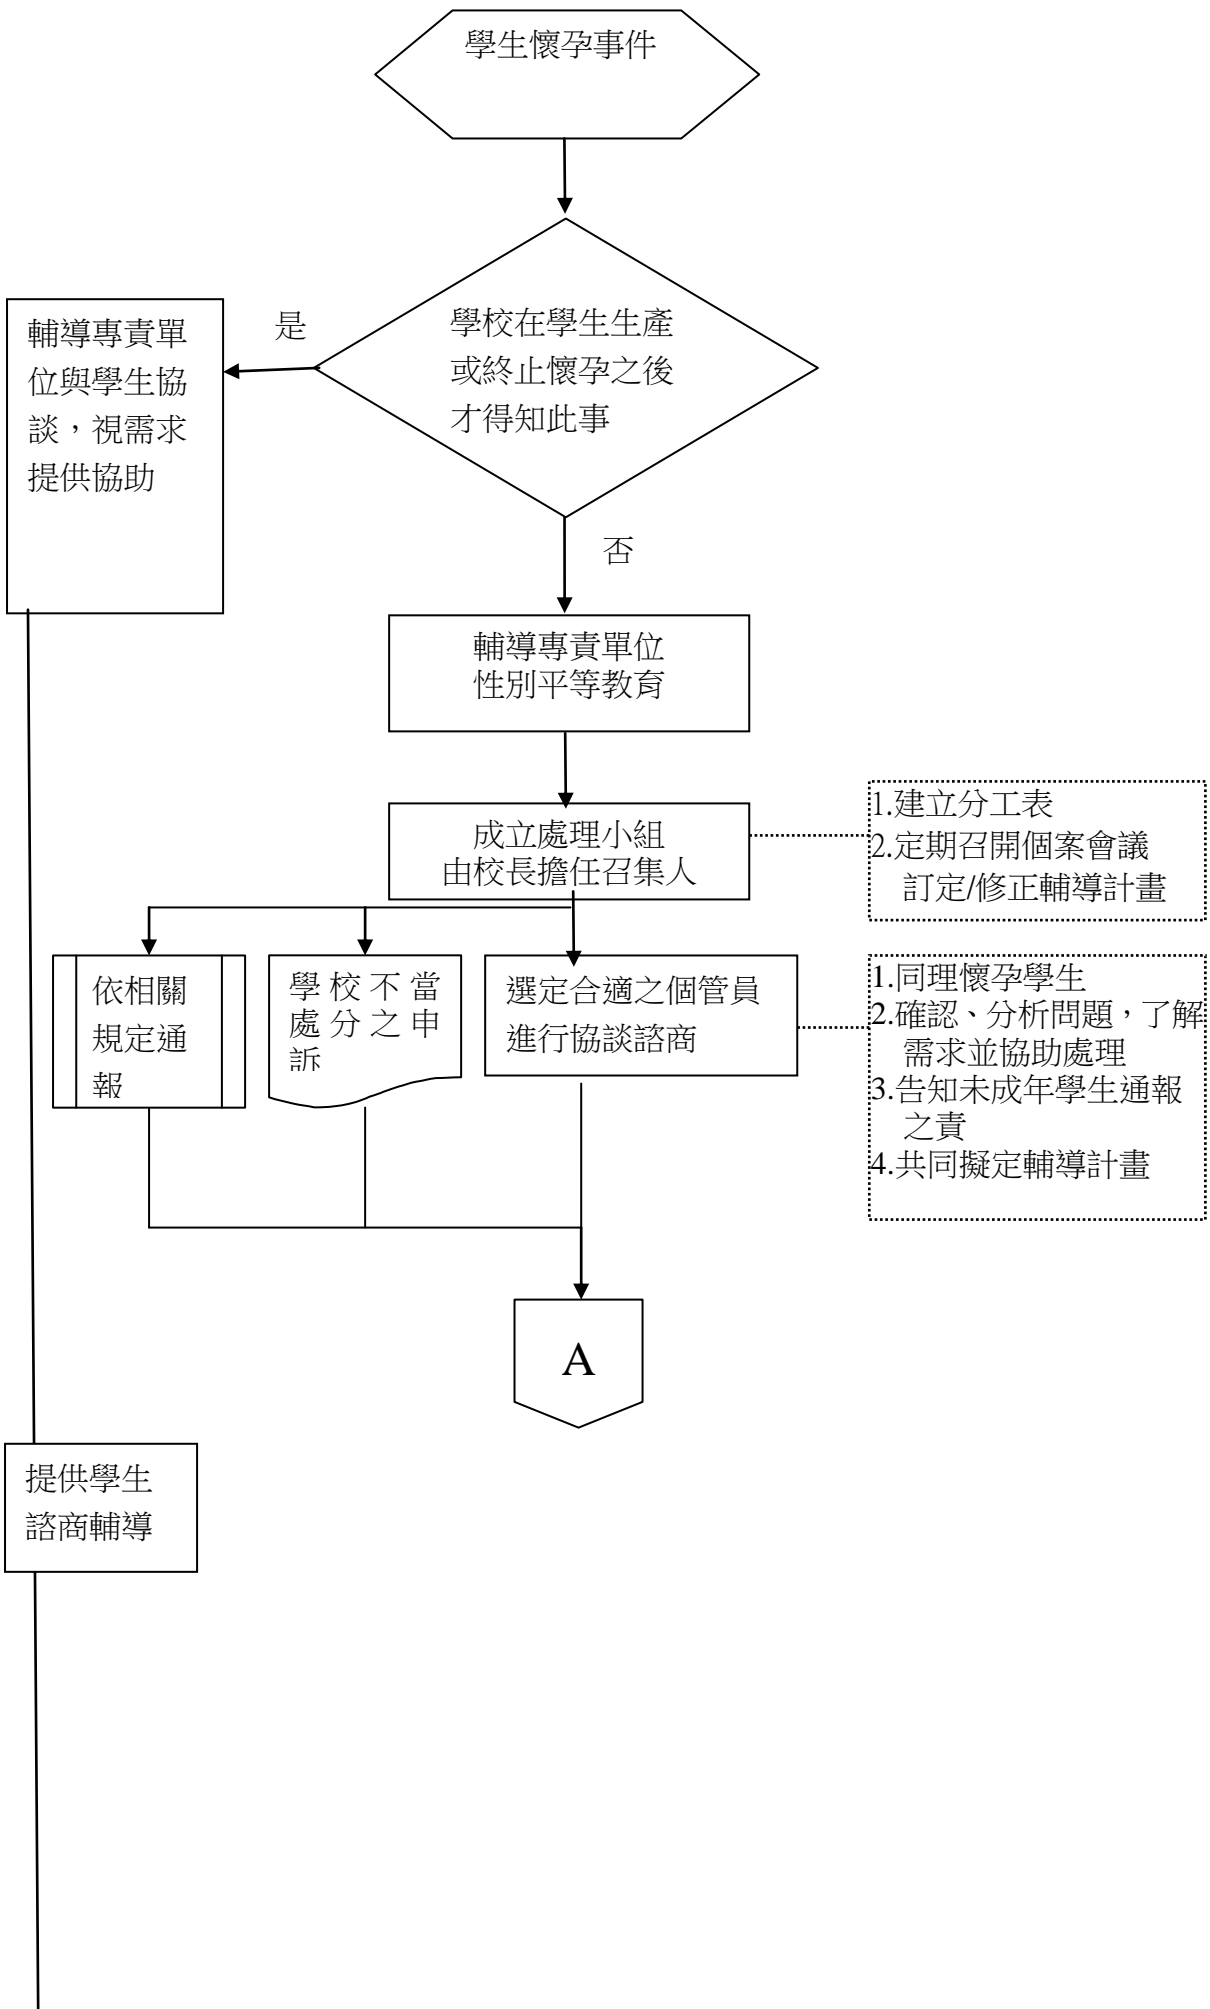 學生懷孕事件
學校在學生生產
或終止懷孕之後
才得知此事
是
輔導專責單
位與學生協
談，視需求
提供協助
否
輔導專責單位
性別平等教育
成立處理小組
由校長擔任召集人
1.建立分工表
2.定期召開個案會議
訂定/修正輔導計畫
依相關
規定通
報
學校不當
處分之申
訴
選定合適之個管員
進行協談諮商
1.同理懷孕學生
2.確認、分析問題，了解
需求並協助處理
3.告知未成年學生通報
之責
4.共同擬定輔導計畫
A
提供學生
諮商輔導